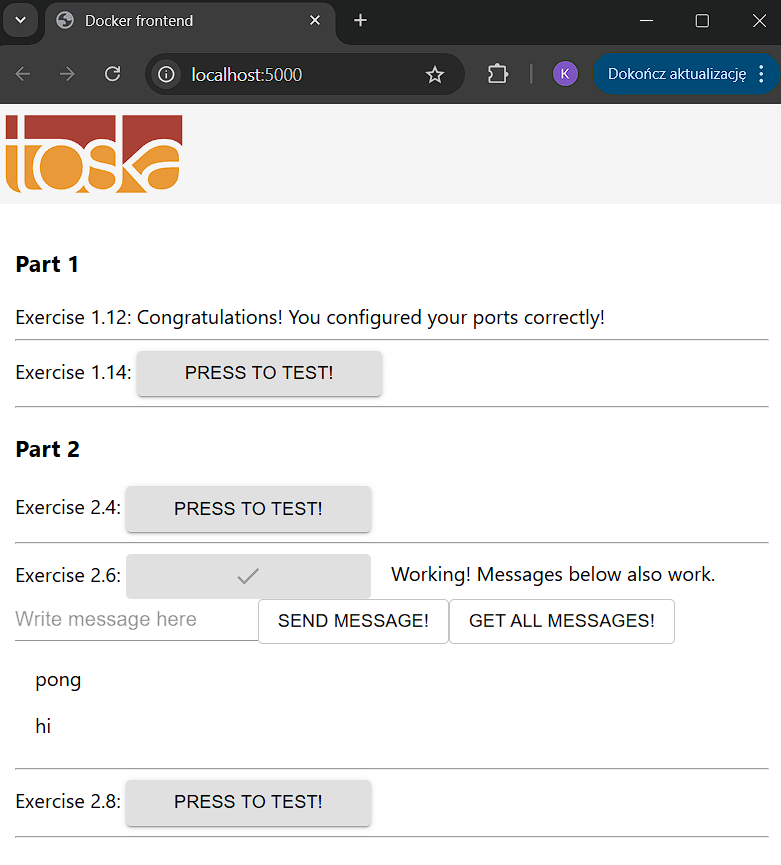 Docker frontend
localhost:5000
K
Dokończ aktualizację
toska
Part 1
Exercise 1.12: Congratulations! You configured your ports correctly!
Exercise 1.14: PRESS TO TEST!
Part 2
Exercise 2.4: PRESS TO TEST!
Exercise 2.6: Working! Messages below also work.
Write message here SEND MESSAGE! GET ALL MESSAGES!
pong
hi
Exercise 2.8: PRESS TO TEST!